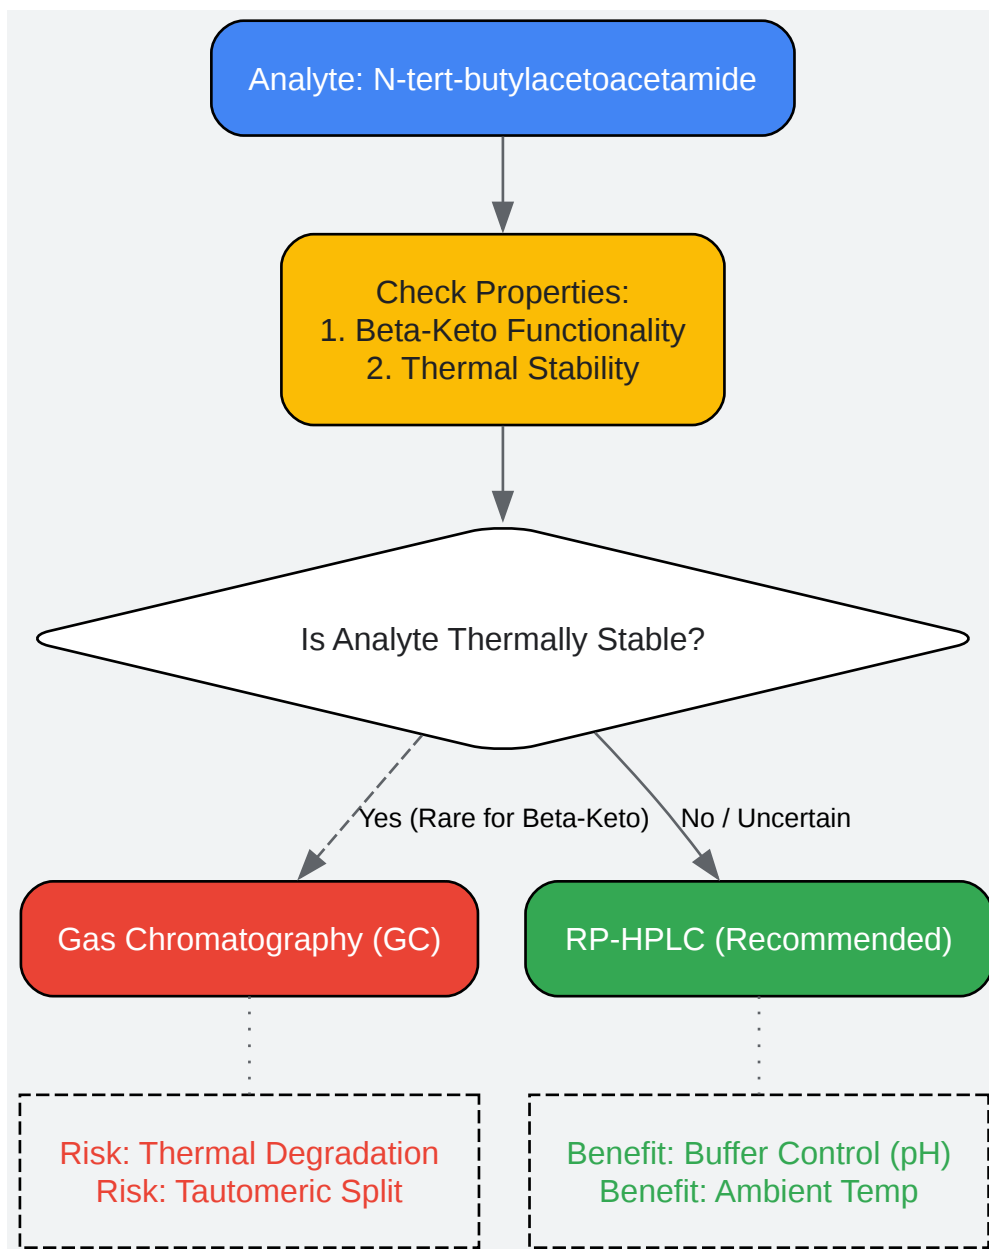 Analyte: N-tert-butylacetoacetamide
Check Properties:
1. Beta-Keto Functionality
2. Thermal Stability
Is Analyte Thermally Stable?
Yes (Rare for Beta-Keto)
No / Uncertain
Gas Chromatography (GC)
RP-HPLC (Recommended)
Risk: Thermal Degradation
Risk: Tautomeric Split
Benefit: Buffer Control (pH)
Benefit: Ambient Temp